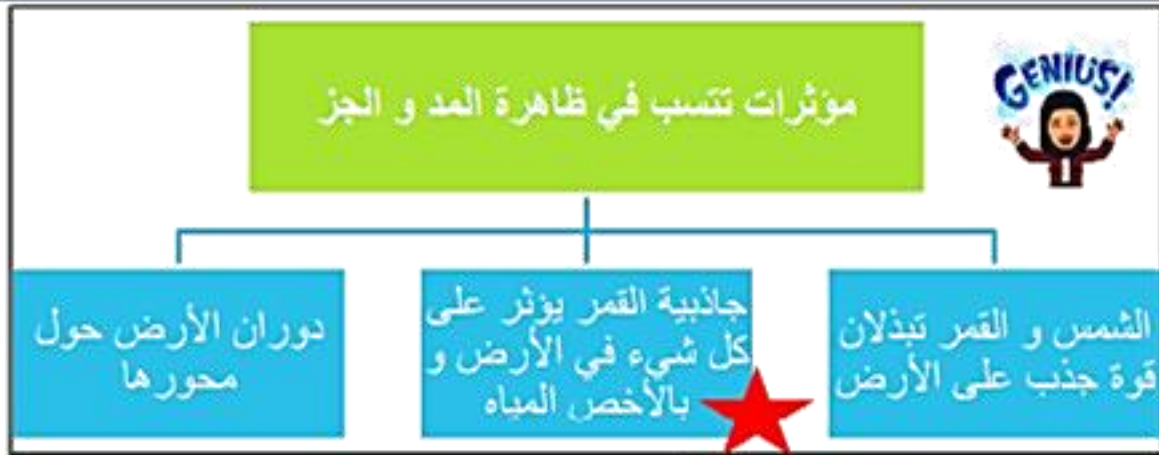 مؤثرات تتسب في ظاهرة المد و الجز
GENIUS!
الشمس و القمر تبذلان
قوة جذب على الأرض
جاذبية القمر يؤثر على
كل شيء في الأرض و
بالأخص المياه
دوران الأرض حول
محورها